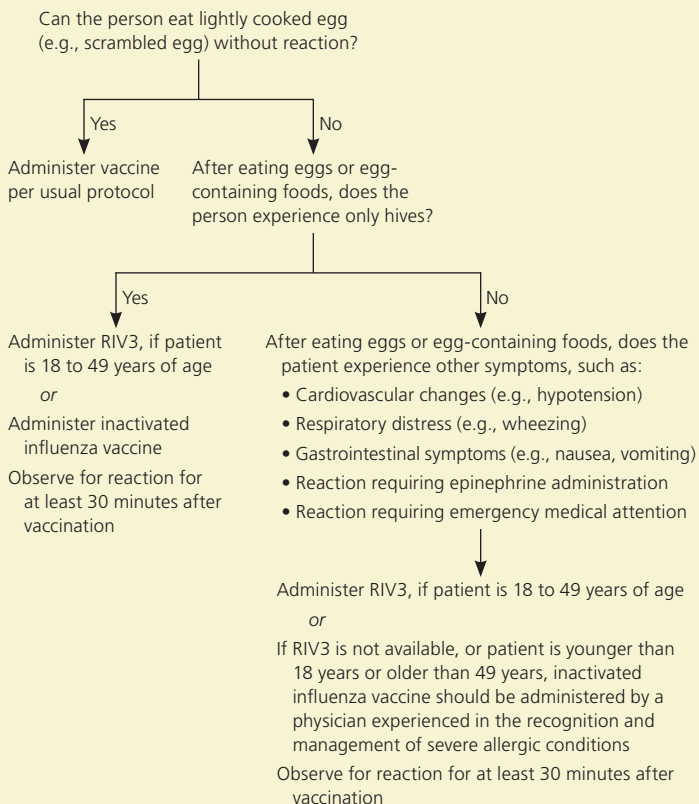 Can the person eat lightly cooked egg
(e.g., scrambled egg) without reaction?
Yes
No
Administer vaccine
per usual protocol
After eating eggs or egg-
containing foods, does the
person experience only hives?
Yes
No
Administer RIV3, if patient
is 18 to 49 years of age
or
Administer inactivated
influenza vaccine
Observe for reaction for
at least 30 minutes after
vaccination
After eating eggs or egg-containing foods, does the
patient experience other symptoms, such as:
• Cardiovascular changes (e.g., hypotension)
• Respiratory distress (e.g., wheezing)
• Gastrointestinal symptoms (e.g., nausea, vomiting)
• Reaction requiring epinephrine administration
• Reaction requiring emergency medical attention
Administer RIV3, if patient is 18 to 49 years of age
or
If RIV3 is not available, or patient is younger than
18 years or older than 49 years, inactivated
influenza vaccine should be administered by a
physician experienced in the recognition and
management of severe allergic conditions
Observe for reaction for at least 30 minutes after
vaccination